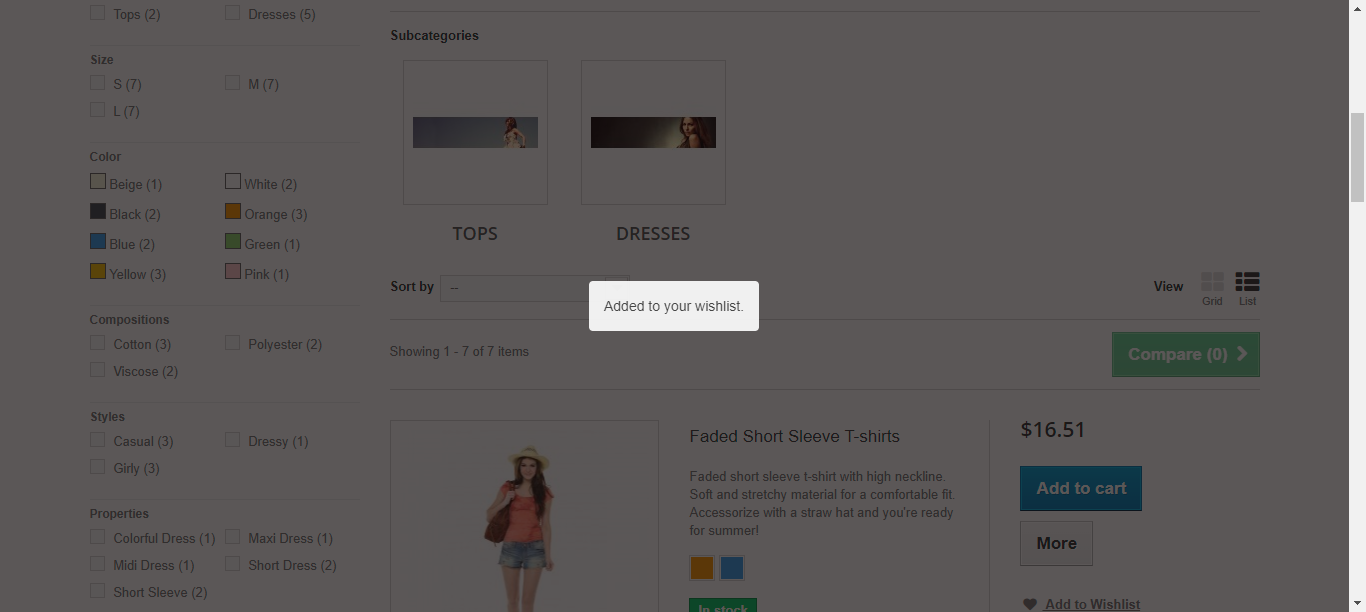 Tops (2)
Dresses (5)
Size
S (7)
M (7)
L (7)
Color
Beige (1)
White (2)
Black (2)
Orange (3)
Blue (2)
Green (1)
Yellow (3)
Pink (1)
Compositions
Cotton (3)
Polyester (2)
Viscose (2)
Styles
Casual (3)
Dressy (1)
Girly (3)
Properties
Colorful Dress (1)
Maxi Dress (1)
Midi Dress (1)
Short Dress (2)
Short Sleeve (2)
Subcategories
TOPS
DRESSES
Sort by
--
View
Grid
List
Added to your wishlist.
Showing 1 - 7 of 7 items
Compare (0)
Faded Short Sleeve T-shirts
Faded short sleeve t-shirt with high neckline.
Soft and stretchy material for a comfortable fit.
Accessorize with a straw hat and you're ready
for summer!
In stock
$16.51
Add to cart
More
Add to Wishlist